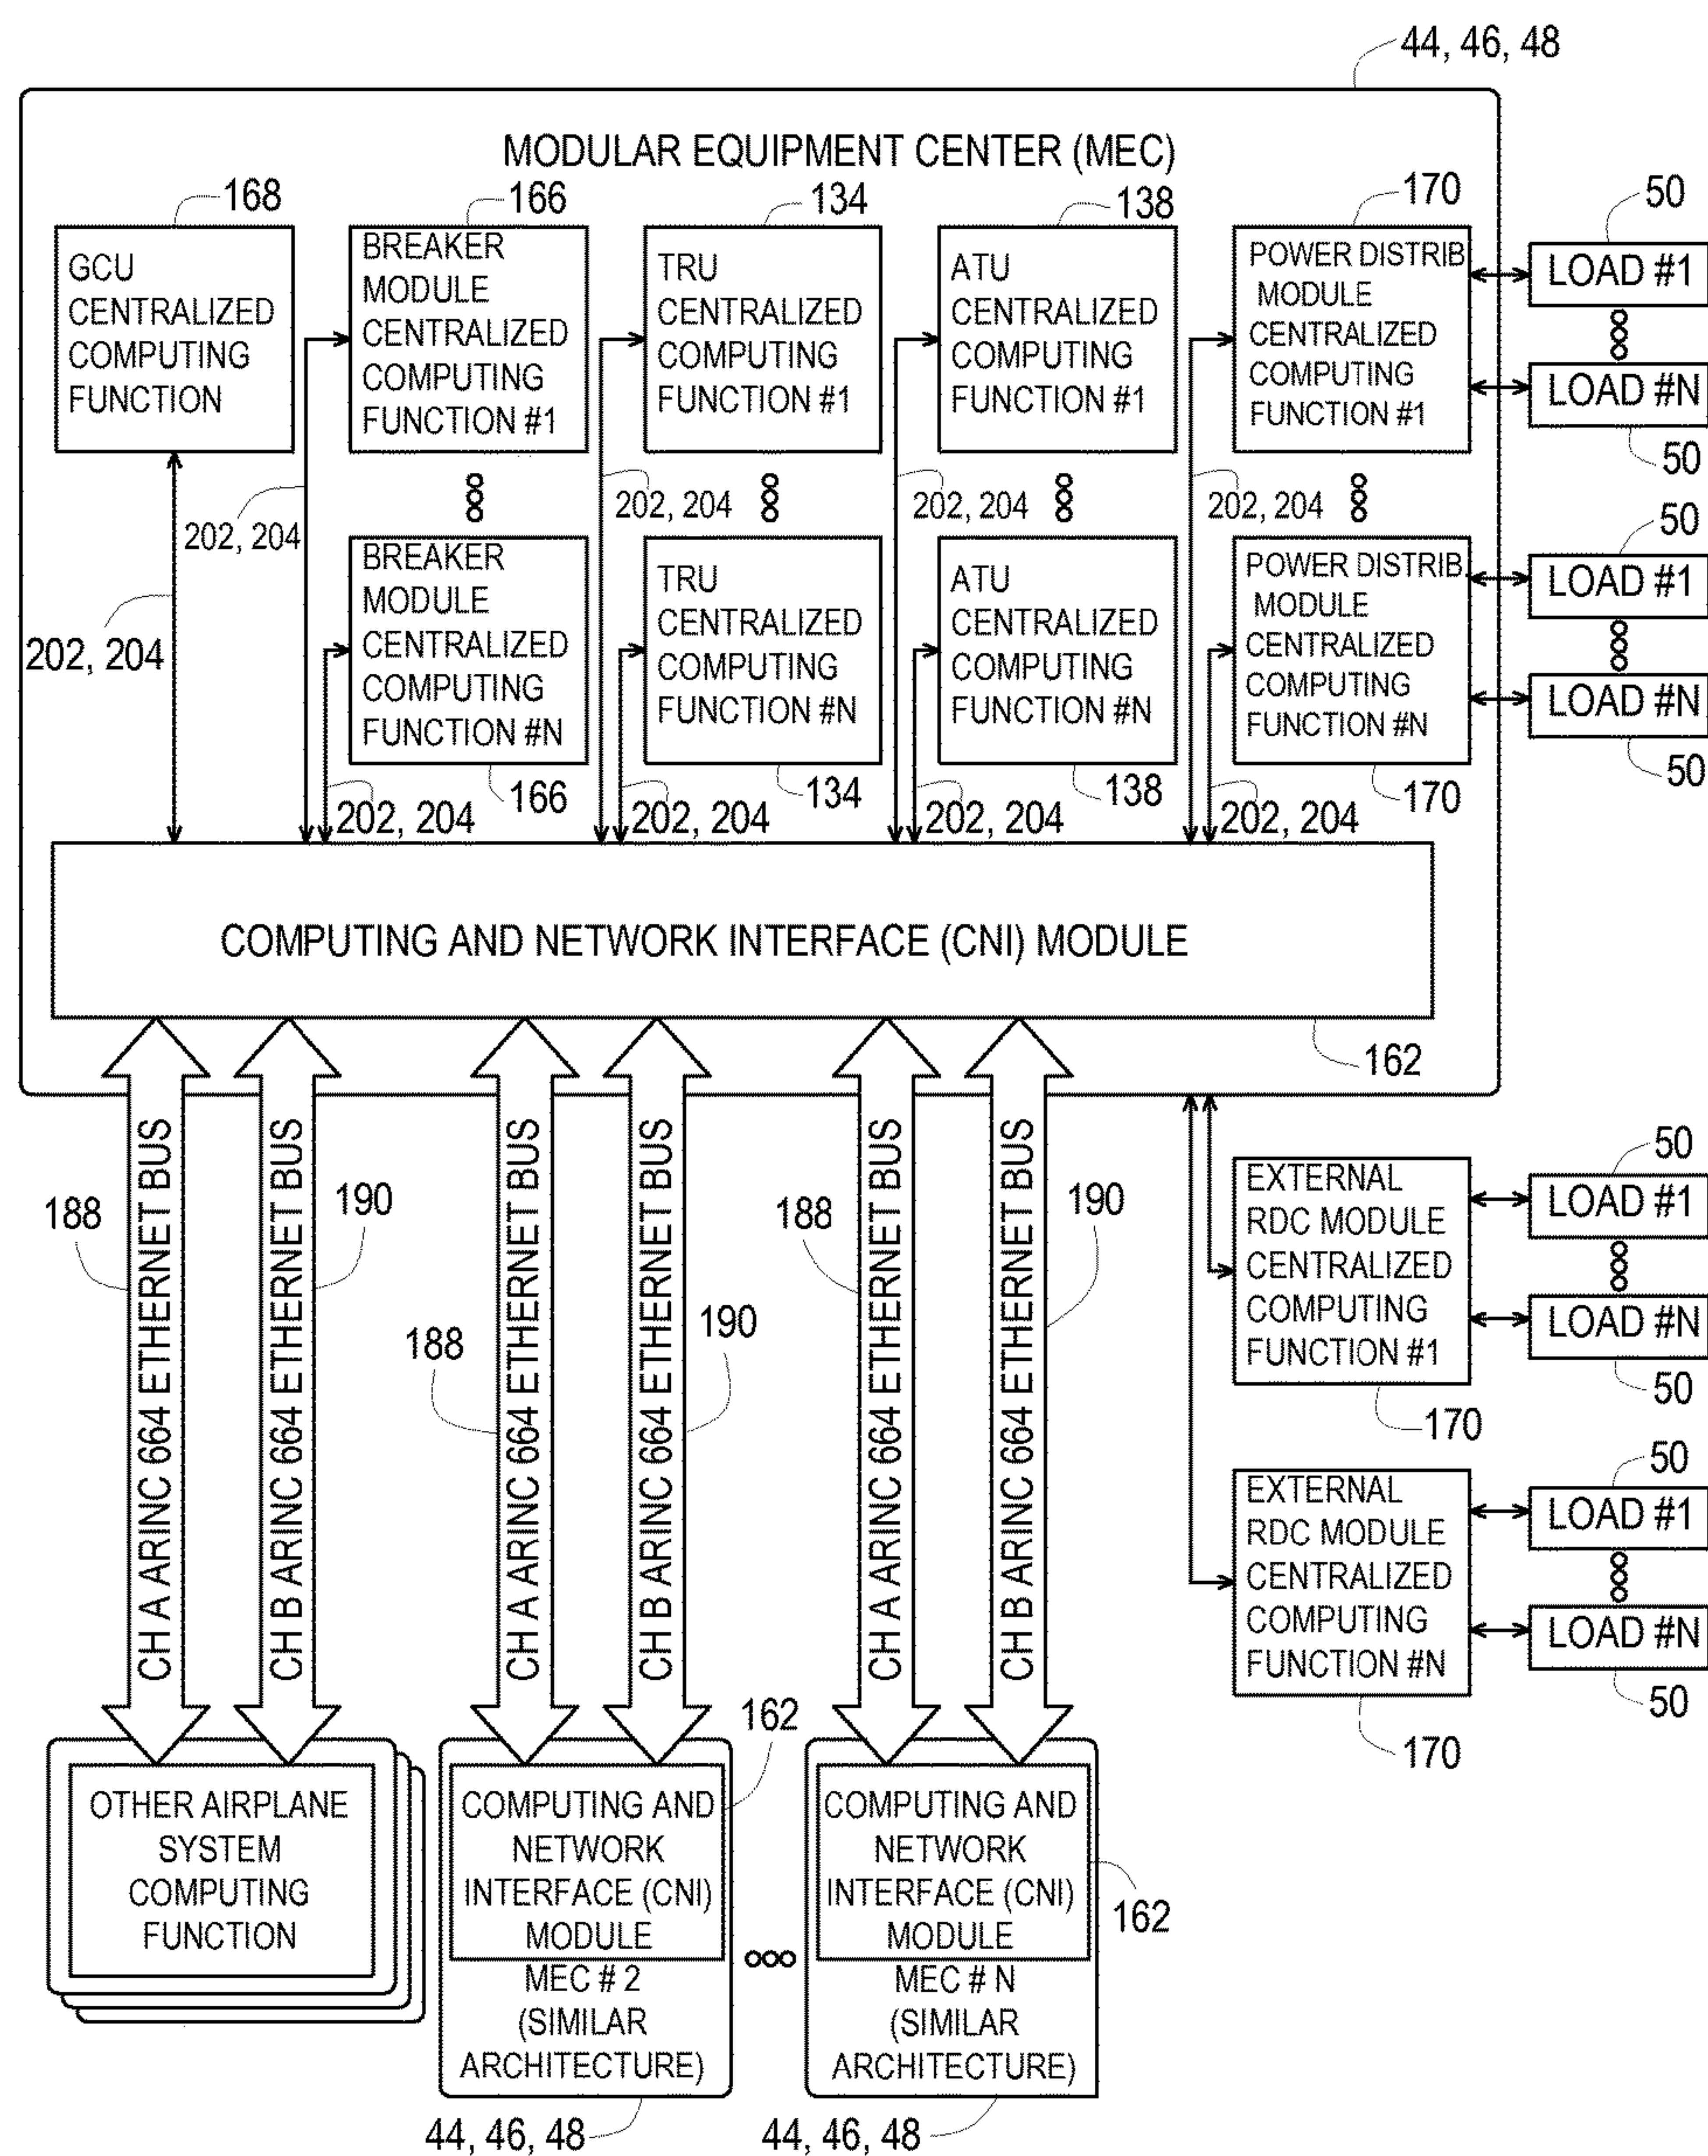 44, 46, 48
MODULAR EQUIPMENT CENTER (MEC)
168
166
134
138
170
50
GCU
CENTRALIZED
COMPUTING
FUNCTION
BREAKER
MODULE
CENTRALIZED
COMPUTING
FUNCTION #1
TRU
CENTRALIZED
COMPUTING
FUNCTION #1
ATU
CENTRALIZED
COMPUTING
FUNCTION #1
POWER DISTRIB
MODULE
CENTRALIZED
COMPUTING
FUNCTION #1
LOAD #1
LOAD #N
50
202, 204
202, 204
202, 204
202, 204
202, 204
BREAKER
MODULE
CENTRALIZED
COMPUTING
FUNCTION #N
TRU
CENTRALIZED
COMPUTING
FUNCTION #N
ATU
CENTRALIZED
COMPUTING
FUNCTION #N
POWER DISTRIB
MODULE
CENTRALIZED
COMPUTING
FUNCTION #N
50
LOAD #1
LOAD #N
50
166
134
138
170
202, 204
202, 204
202, 204
202, 204
COMPUTING AND NETWORK INTERFACE (CNI) MODULE
162
188
CH A ARINC 664 ETHERNET BUS
CH B ARINC 664 ETHERNET BUS
190
188
CH A ARINC 664 ETHERNET BUS
CH B ARINC 664 ETHERNET BUS
190
188
CH A ARINC 664 ETHERNET BUS
CH B ARINC 664 ETHERNET BUS
190
EXTERNAL
RDC MODULE
CENTRALIZED
COMPUTING
FUNCTION #1
170
50
LOAD #1
LOAD #N
50
EXTERNAL
RDC MODULE
CENTRALIZED
COMPUTING
FUNCTION #N
170
50
LOAD #1
LOAD #N
50
OTHER AIRPLANE
SYSTEM
COMPUTING
FUNCTION
162
COMPUTING AND
NETWORK
INTERFACE (CNI)
MODULE
MEC # 2
(SIMILAR
ARCHITECTURE)
44, 46, 48
COMPUTING AND
NETWORK
INTERFACE (CNI)
MODULE
162
MEC # N
(SIMILAR
ARCHITECTURE)
44, 46, 48